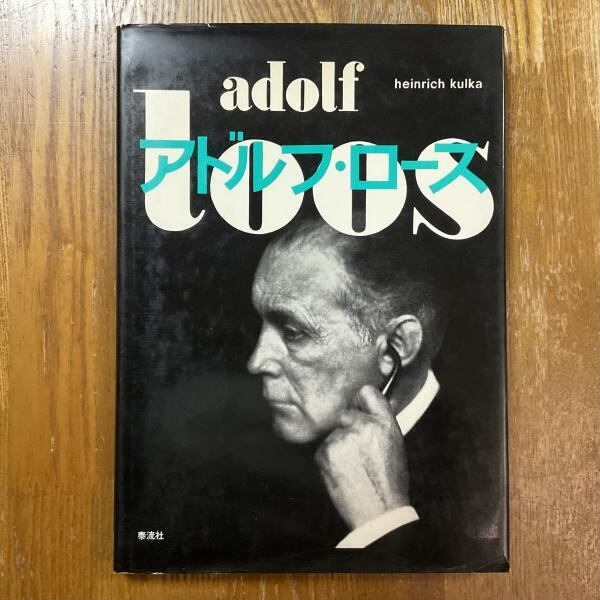 adolf
heinrich kulka
loos
アドルフ・ロース
泰流社